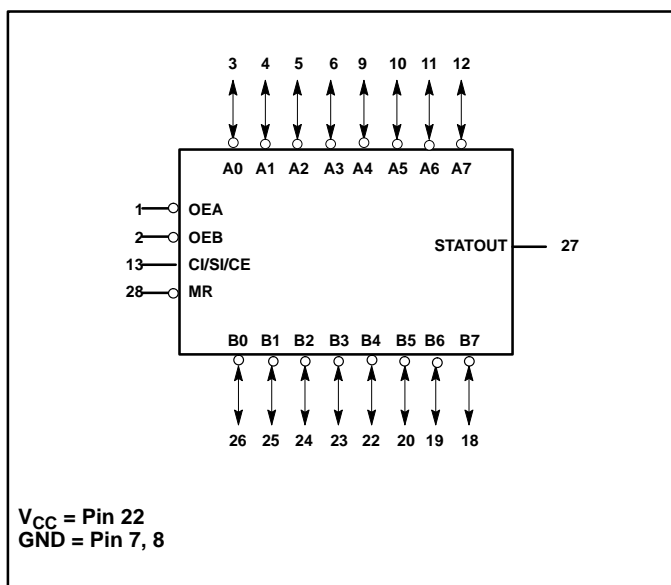 3 4 5 6 9 10 11 12
A0 A1 A2 A3 A4 A5 A6 A7
1 OEA
2 OEB
STATOUT 27
13 CI/SI/CE
28 MR
B0 B1 B2 B3 B4 B5 B6 B7
26 25 24 23 22 20 19 18
VCC = Pin 22
GND = Pin 7, 8